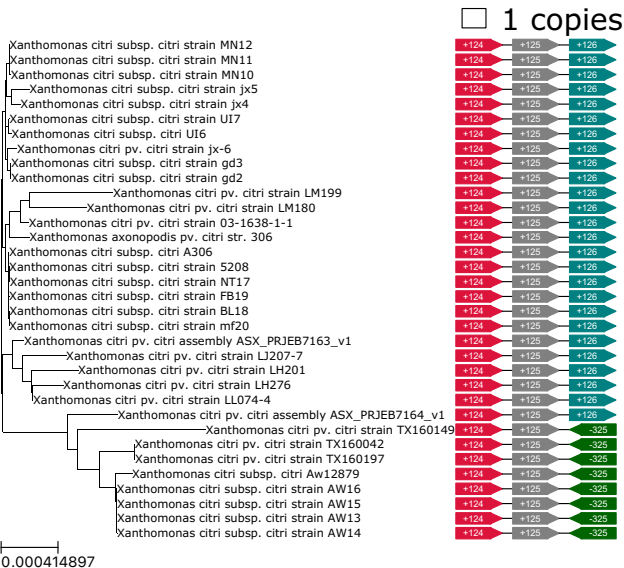 1 copies
Xanthomonas citri subsp. citri strain MN12 +124 +125 +126
Xanthomonas citri subsp. citri strain MN11 +124 +125 +126
Xanthomonas citri subsp. citri strain MN10 +124 +125 +126
Xanthomonas citri subsp. citri strain jx5 +124 +125 +126
Xanthomonas citri subsp. citri strain jx4 +124 +125 +126
Xanthomonas citri subsp. citri strain UI7 +124 +125 +126
Xanthomonas citri subsp. citri UI6 +124 +125 +126
Xanthomonas citri pv. citri strain jx-6 +124 +125 +126
Xanthomonas citri subsp. citri strain gd3 +124 +125 +126
Xanthomonas citri subsp. citri strain gd2 +124 +125 +126
Xanthomonas citri pv. citri strain LM199 +124 +125 +126
Xanthomonas citri pv. citri strain LM180 +124 +125 +126
Xanthomonas citri pv. citri strain 03-1638-1-1 +124 +125 +126
Xanthomonas axonopodis pv. citri str. 306 +124 +125 +126
Xanthomonas citri subsp. citri A306 +124 +125 +126
Xanthomonas citri subsp. citri strain 5208 +124 +125 +126
Xanthomonas citri subsp. citri strain NT17 +124 +125 +126
Xanthomonas citri subsp. citri strain FB19 +124 +125 +126
Xanthomonas citri subsp. citri strain BL18 +124 +125 +126
Xanthomonas citri subsp. citri strain mf20 +124 +125 +126
Xanthomonas citri pv. citri assembly ASX_PRJEB7163_v1 +124 +125 +126
Xanthomonas citri pv. citri strain LJ207-7 +124 +125 +126
Xanthomonas citri pv. citri strain LH201 +124 +125 +126
Xanthomonas citri pv. citri strain LH276 +124 +125 +126
Xanthomonas citri pv. citri strain LL074-4 +124 +125 +126
Xanthomonas citri pv. citri assembly ASX_PRJEB7164_v1 +124 +125 +126
Xanthomonas citri pv. citri strain TX160149 +124 +125 -325
Xanthomonas citri pv. citri strain TX160042 +124 +125 -325
Xanthomonas citri pv. citri strain TX160197 +124 +125 -325
Xanthomonas citri subsp. citri Aw12879 +124 +125 -325
Xanthomonas citri subsp. citri strain AW16 +124 +125 -325
Xanthomonas citri subsp. citri strain AW15 +124 +125 -325
Xanthomonas citri subsp. citri strain AW13 +124 +125 -325
Xanthomonas citri subsp. citri strain AW14 +124 +125 -325
0.000414897